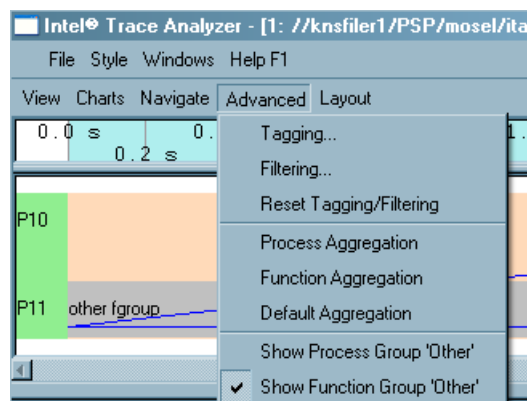 Intel® Trace Analyzer - [1: //knsfiler1/PSP/mosel/ita
File Style Windows Help F1
View Charts Navigate Advanced Layout
0.0 s 0.
0.2 s
1.
Tagging...
Filtering...
Reset Tagging/Filtering
Process Aggregation
Function Aggregation
Default Aggregation
Show Process Group 'Other'
Show Function Group 'Other'
P10
P11 other fgroup